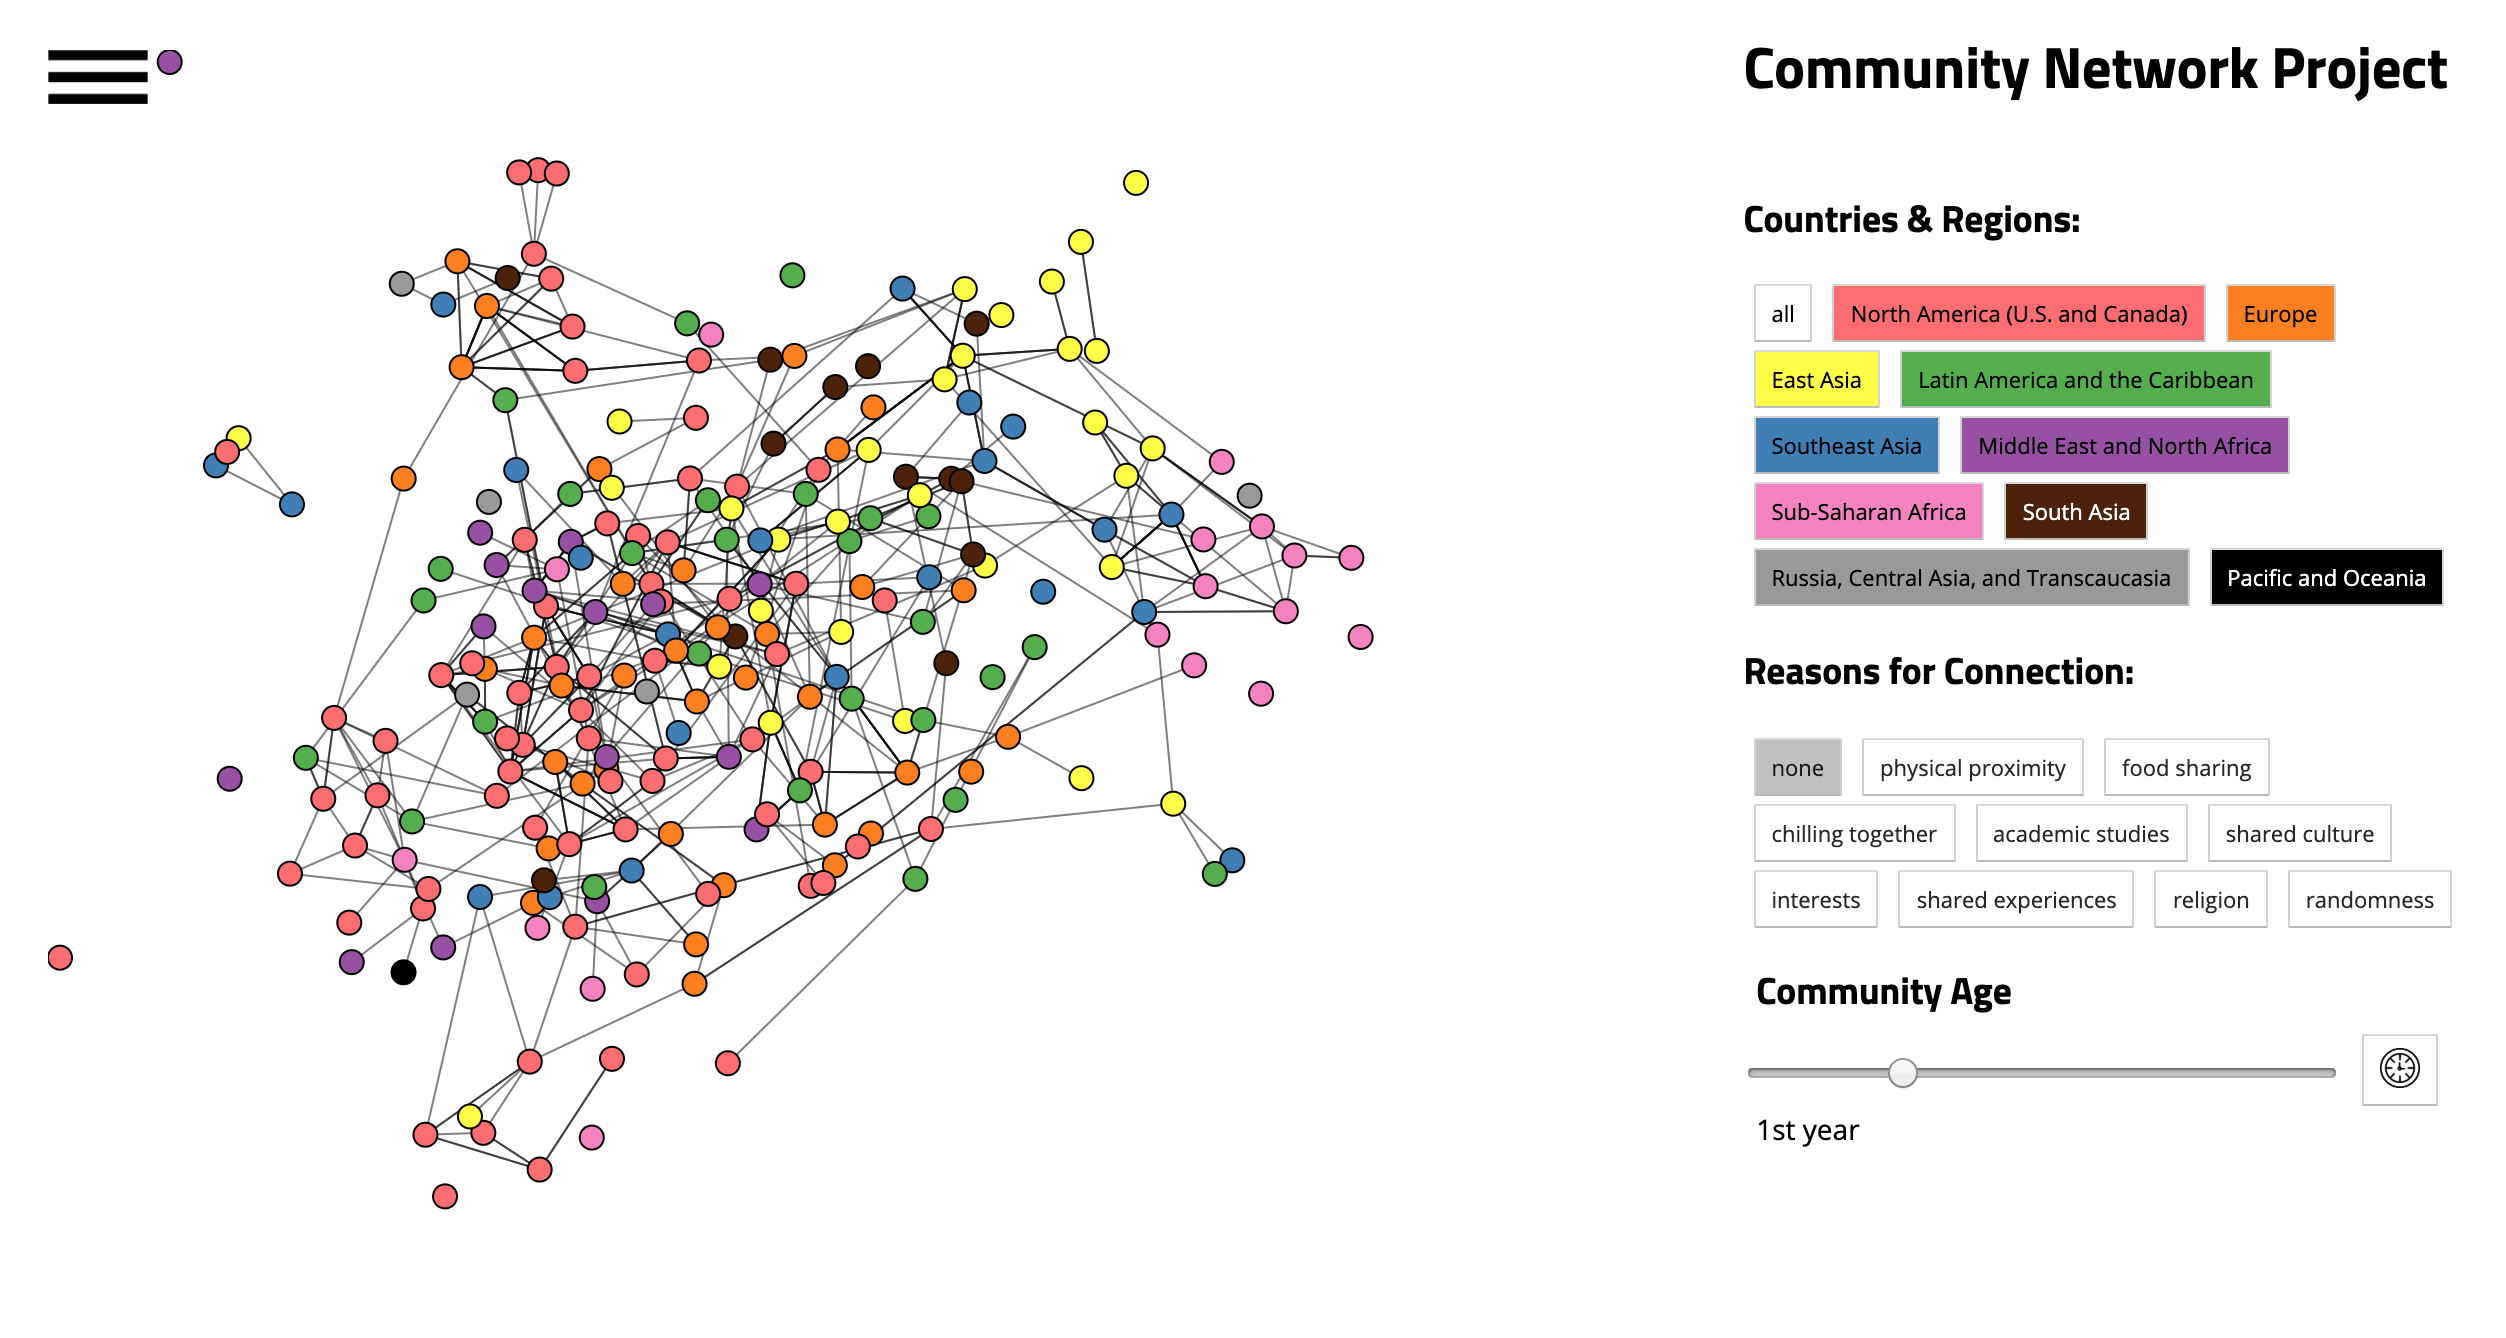 Community Network Project
Countries & Regions:
all North America (U.S. and Canada) Europe
East Asia Latin America and the Caribbean
Southeast Asia Middle East and North Africa
Sub-Saharan Africa South Asia
Russia, Central Asia, and Transcaucasia Pacific and Oceania
Reasons for Connection:
none physical proximity food sharing
chilling together academic studies shared culture
interests shared experiences religion randomness
Community Age
1st year